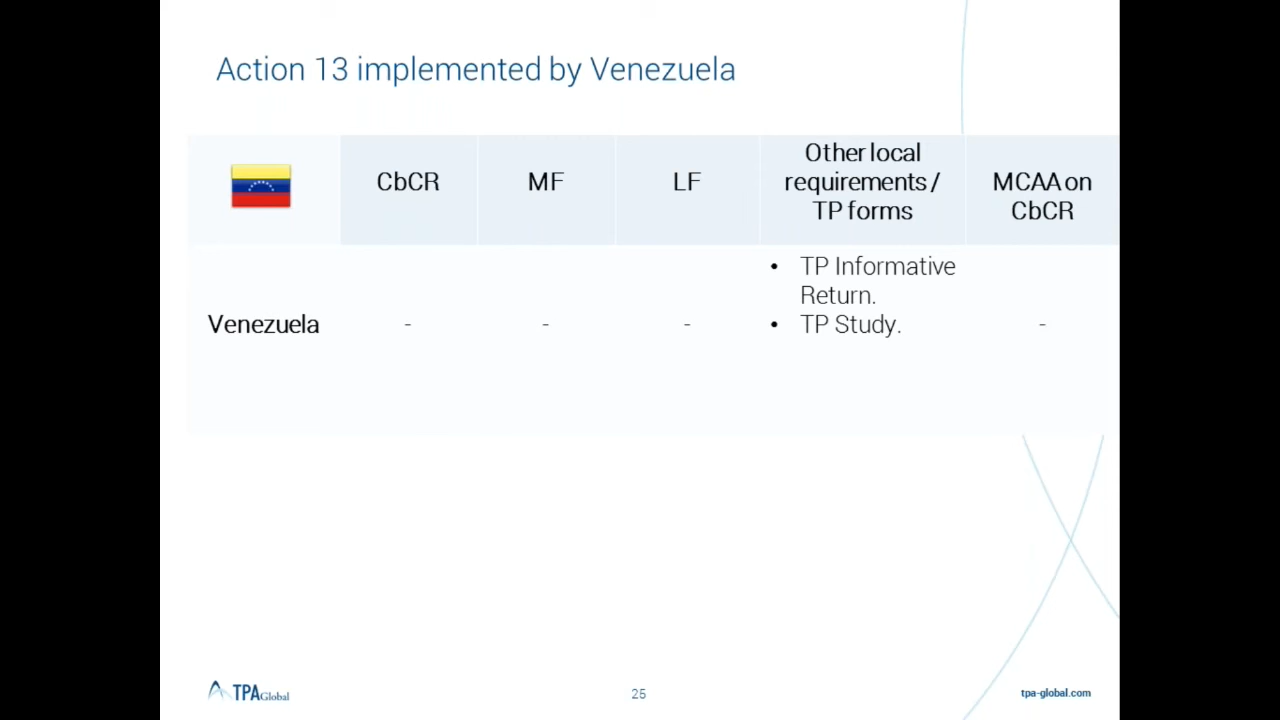 Action 13 implemented by Venezuela
CbCR
MF
LF
Other local
requirements /
TP forms
MCAA on
CbCR
Venezuela
-
-
-
• TP Informative
Return.
• TP Study.
-
TPA Global
25
tpa-global.com